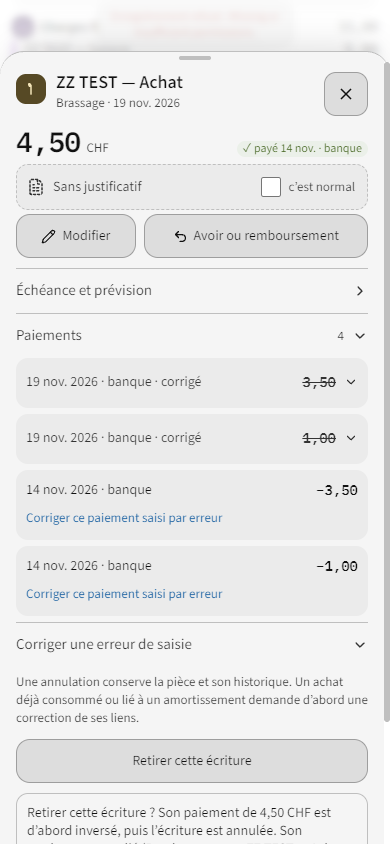 ZZ TEST — Achat
Brassage · 19 nov. 2026
4,50 CHF
✓ payé 14 nov. · banque
Sans justificatif
c’est normal
Modifier
Avoir ou remboursement
Échéance et prévision
Paiements
4
19 nov. 2026 · banque · corrigé
3,50
19 nov. 2026 · banque · corrigé
1,00
14 nov. 2026 · banque
−3,50
Corriger ce paiement saisi par erreur
14 nov. 2026 · banque
−1,00
Corriger ce paiement saisi par erreur
Corriger une erreur de saisie
Une annulation conserve la pièce et son historique. Un achat
déjà consommé ou lié à un amortissement demande d’abord une
correction de ses liens.
Retirer cette écriture
Retirer cette écriture ? Son paiement de 4,50 CHF est
d’abord inversé, puis l’écriture est annulée. Son